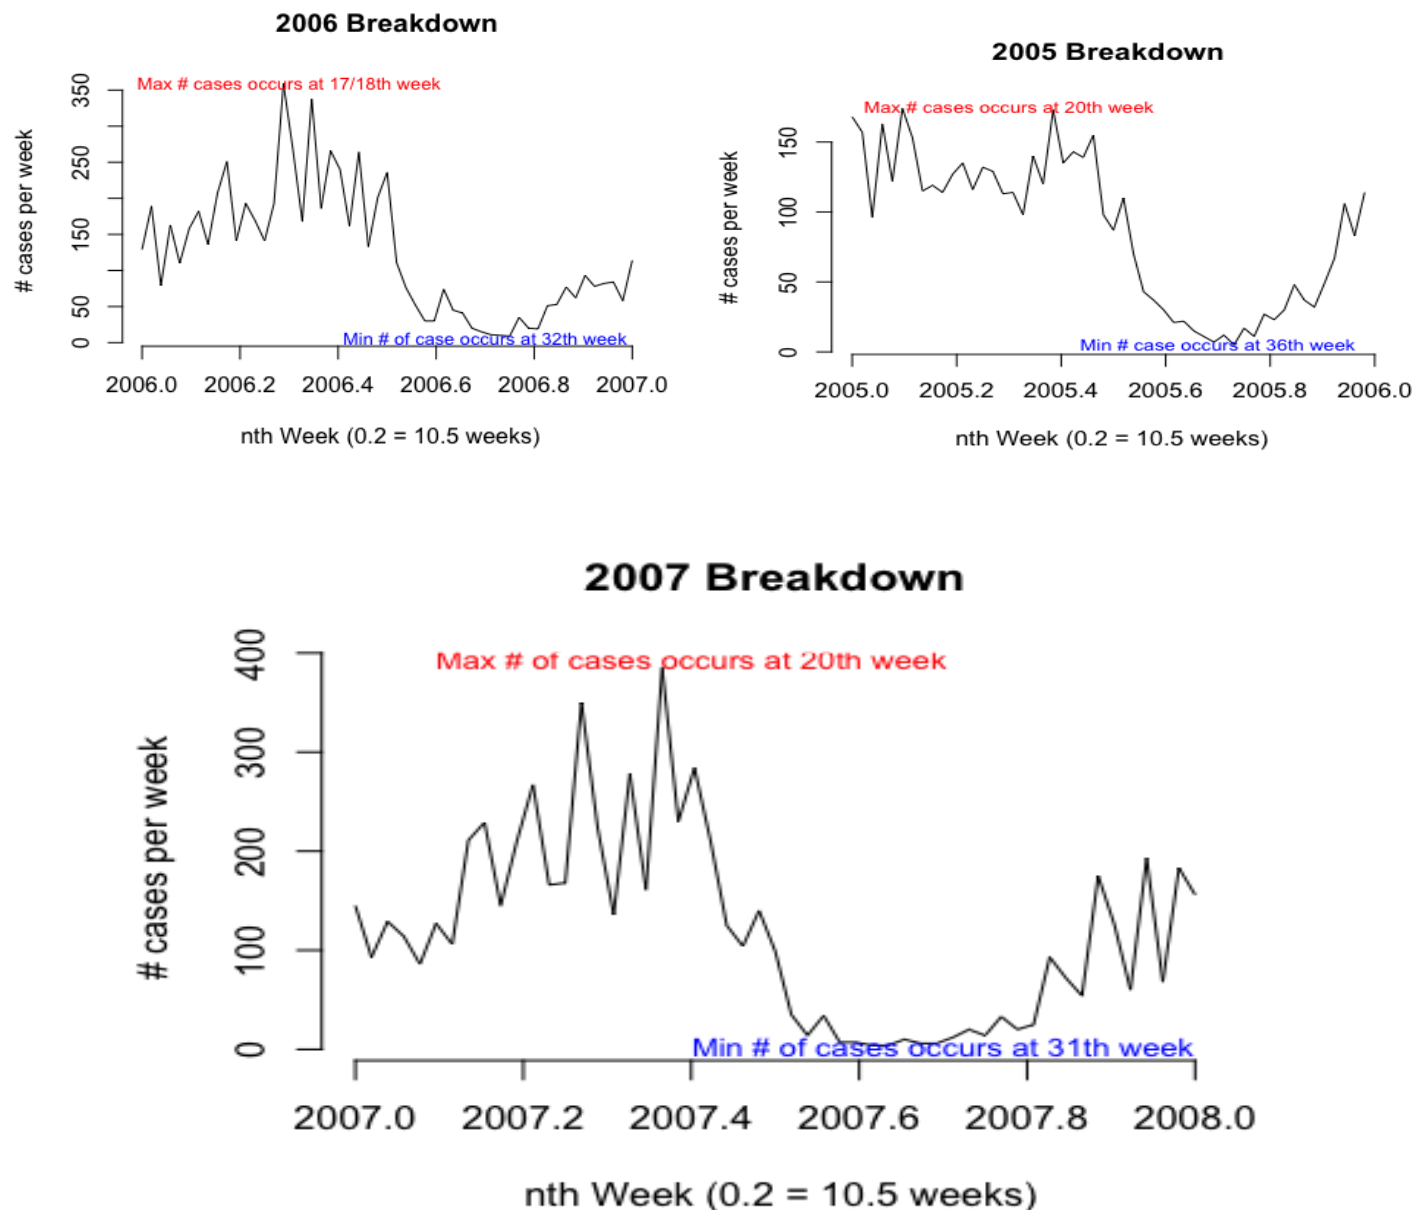 2006 Breakdown
Max # cases occurs at 17/18th week
# cases per week
350
250
150
50
0
Min # of case occurs at 32th week
2006.0 2006.2 2006.4 2006.6 2006.8 2007.0
nth Week (0.2 = 10.5 weeks)
2005 Breakdown
Max # cases occurs at 20th week
# cases per week
150
100
50
0
Min # case occurs at 36th week
2005.0 2005.2 2005.4 2005.6 2005.8 2006.0
nth Week (0.2 = 10.5 weeks)
2007 Breakdown
Max # of cases occurs at 20th week
# cases per week
400
300
200
100
0
Min # of cases occurs at 31th week
2007.0 2007.2 2007.4 2007.6 2007.8 2008.0
nth Week (0.2 = 10.5 weeks)